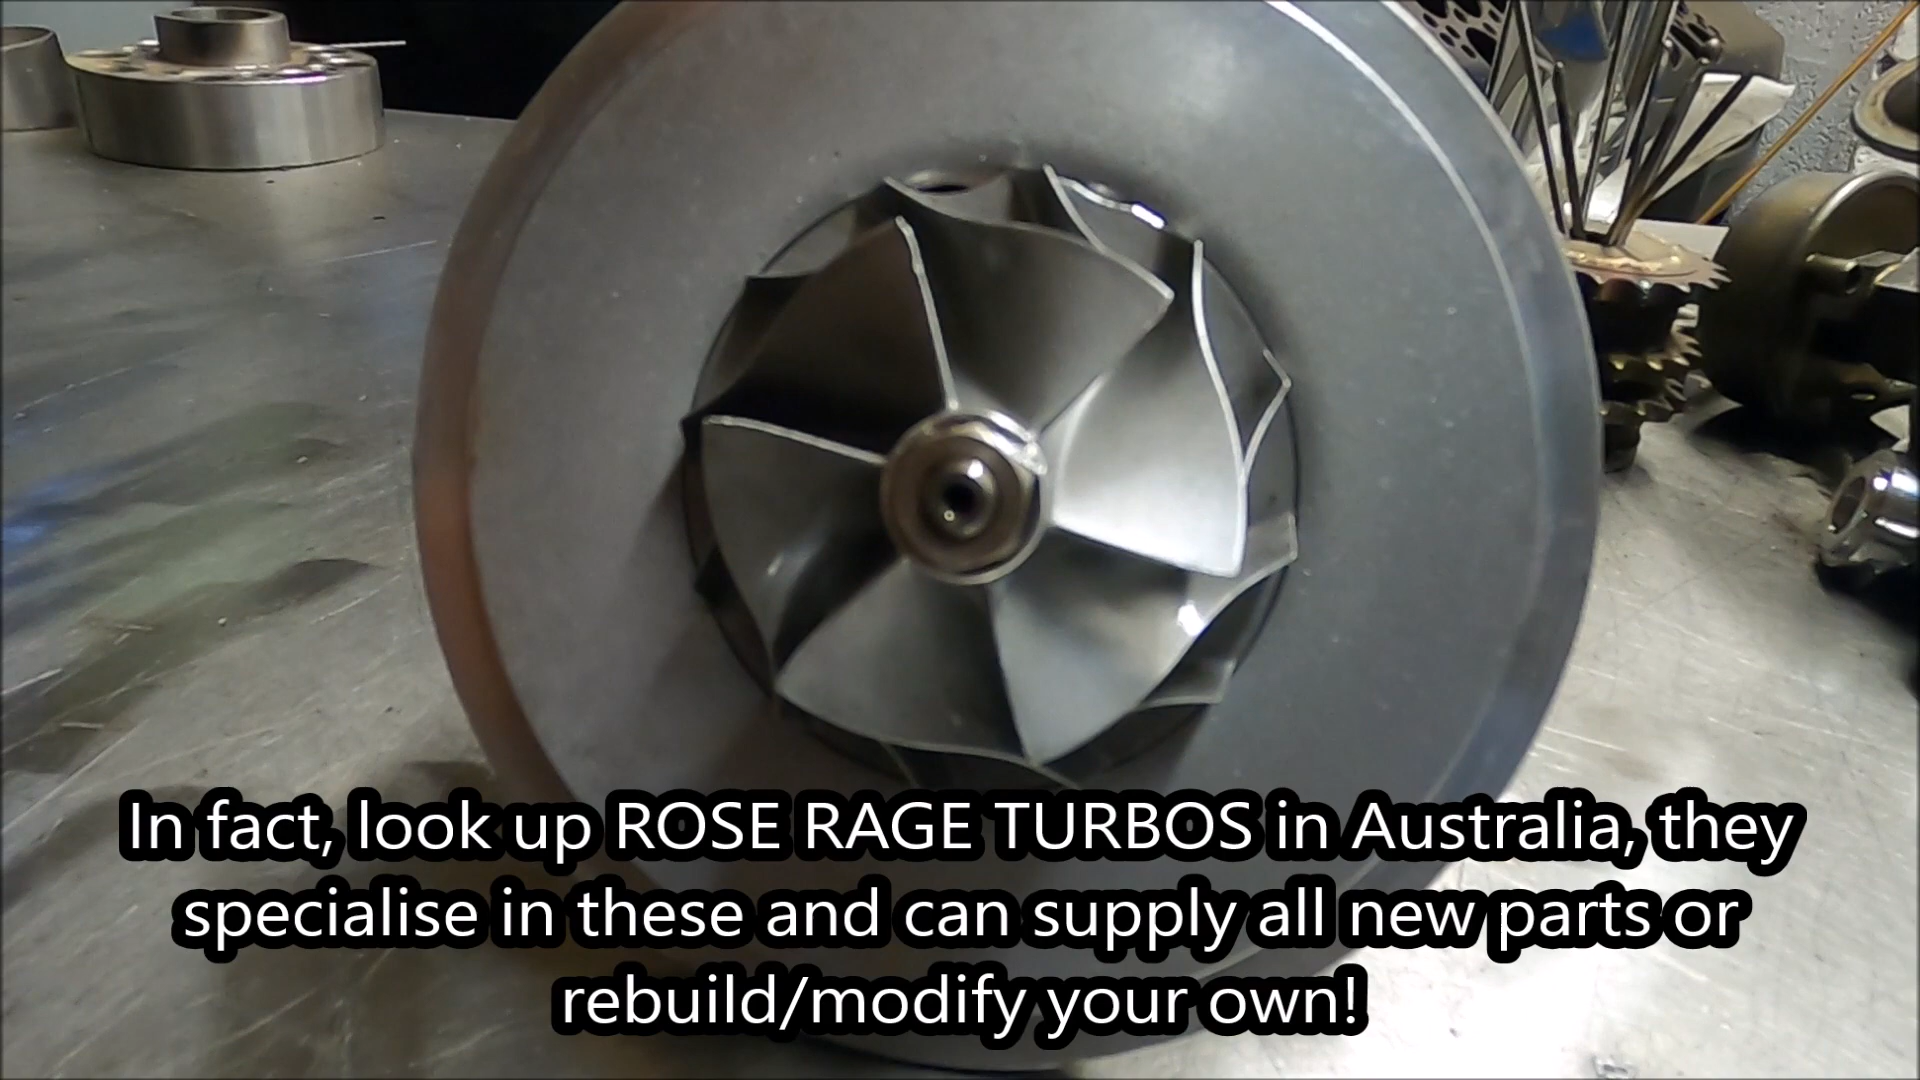 In fact, look up ROSE RAGE TURBOS in Australia, they
specialise in these and can supply all new parts or
rebuild/modify your own!